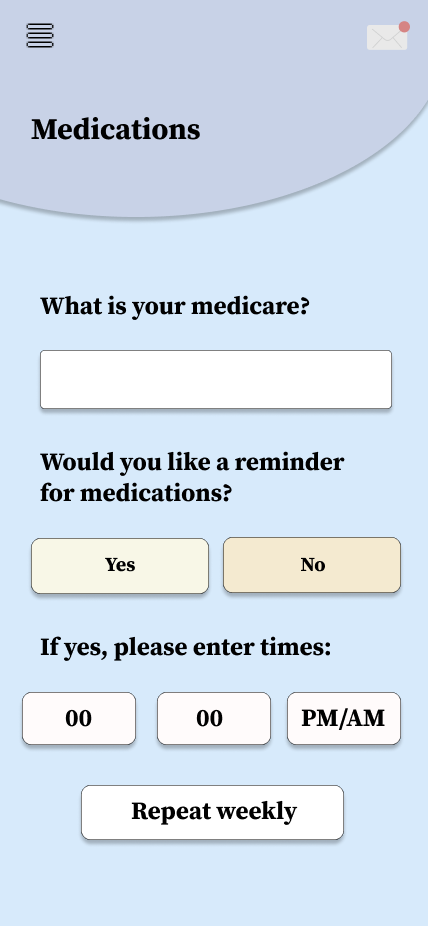 Medications
What is your medicare?
Would you like a reminder
for medications?
Yes
No
If yes, please enter times:
00
00
PM/AM
Repeat weekly